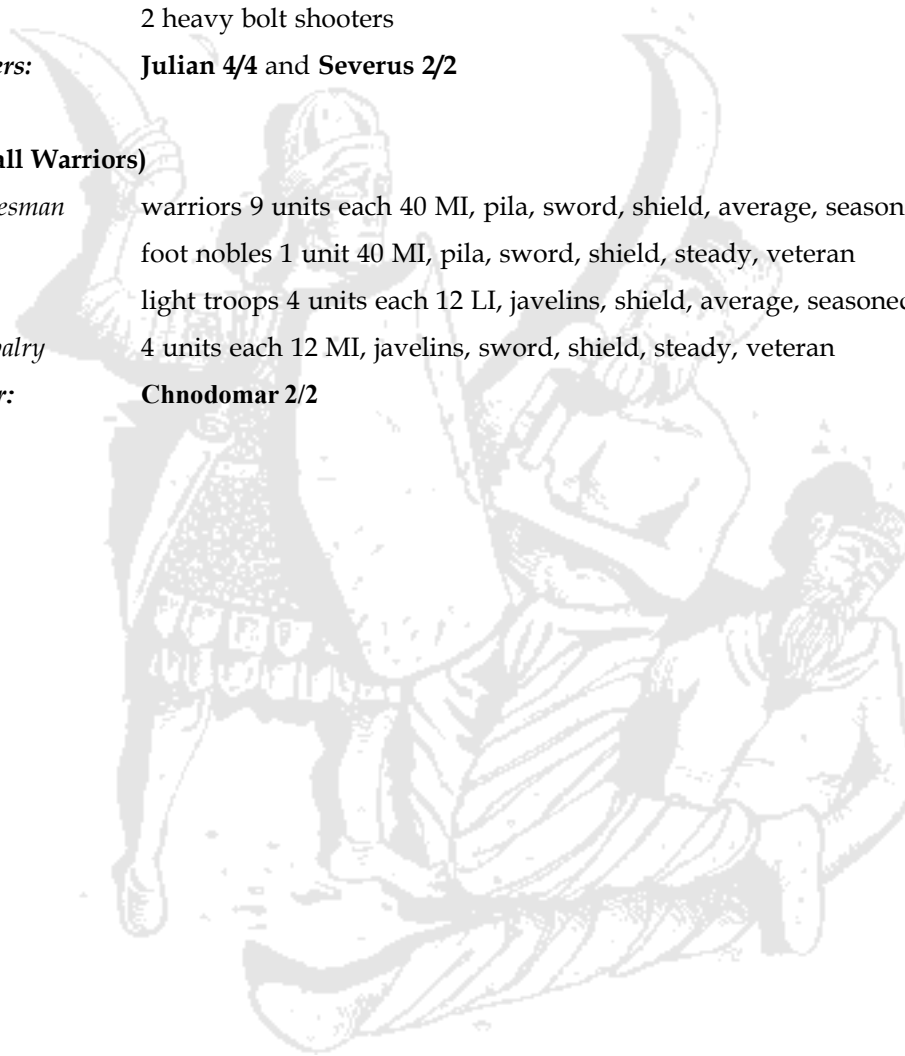 2 heavy bolt shooters
ers: Julian 4/4 and Severus 2/2
all Warriors)
esman warriors 9 units each 40 MI, pila, sword, shield, average, season
foot nobles 1 unit 40 MI, pila, sword, shield, steady, veteran
light troops 4 units each 12 LI, javelins, shield, average, seasoned
valry 4 units each 12 MI, javelins, sword, shield, steady, veteran
r: Chnodomar 2/2